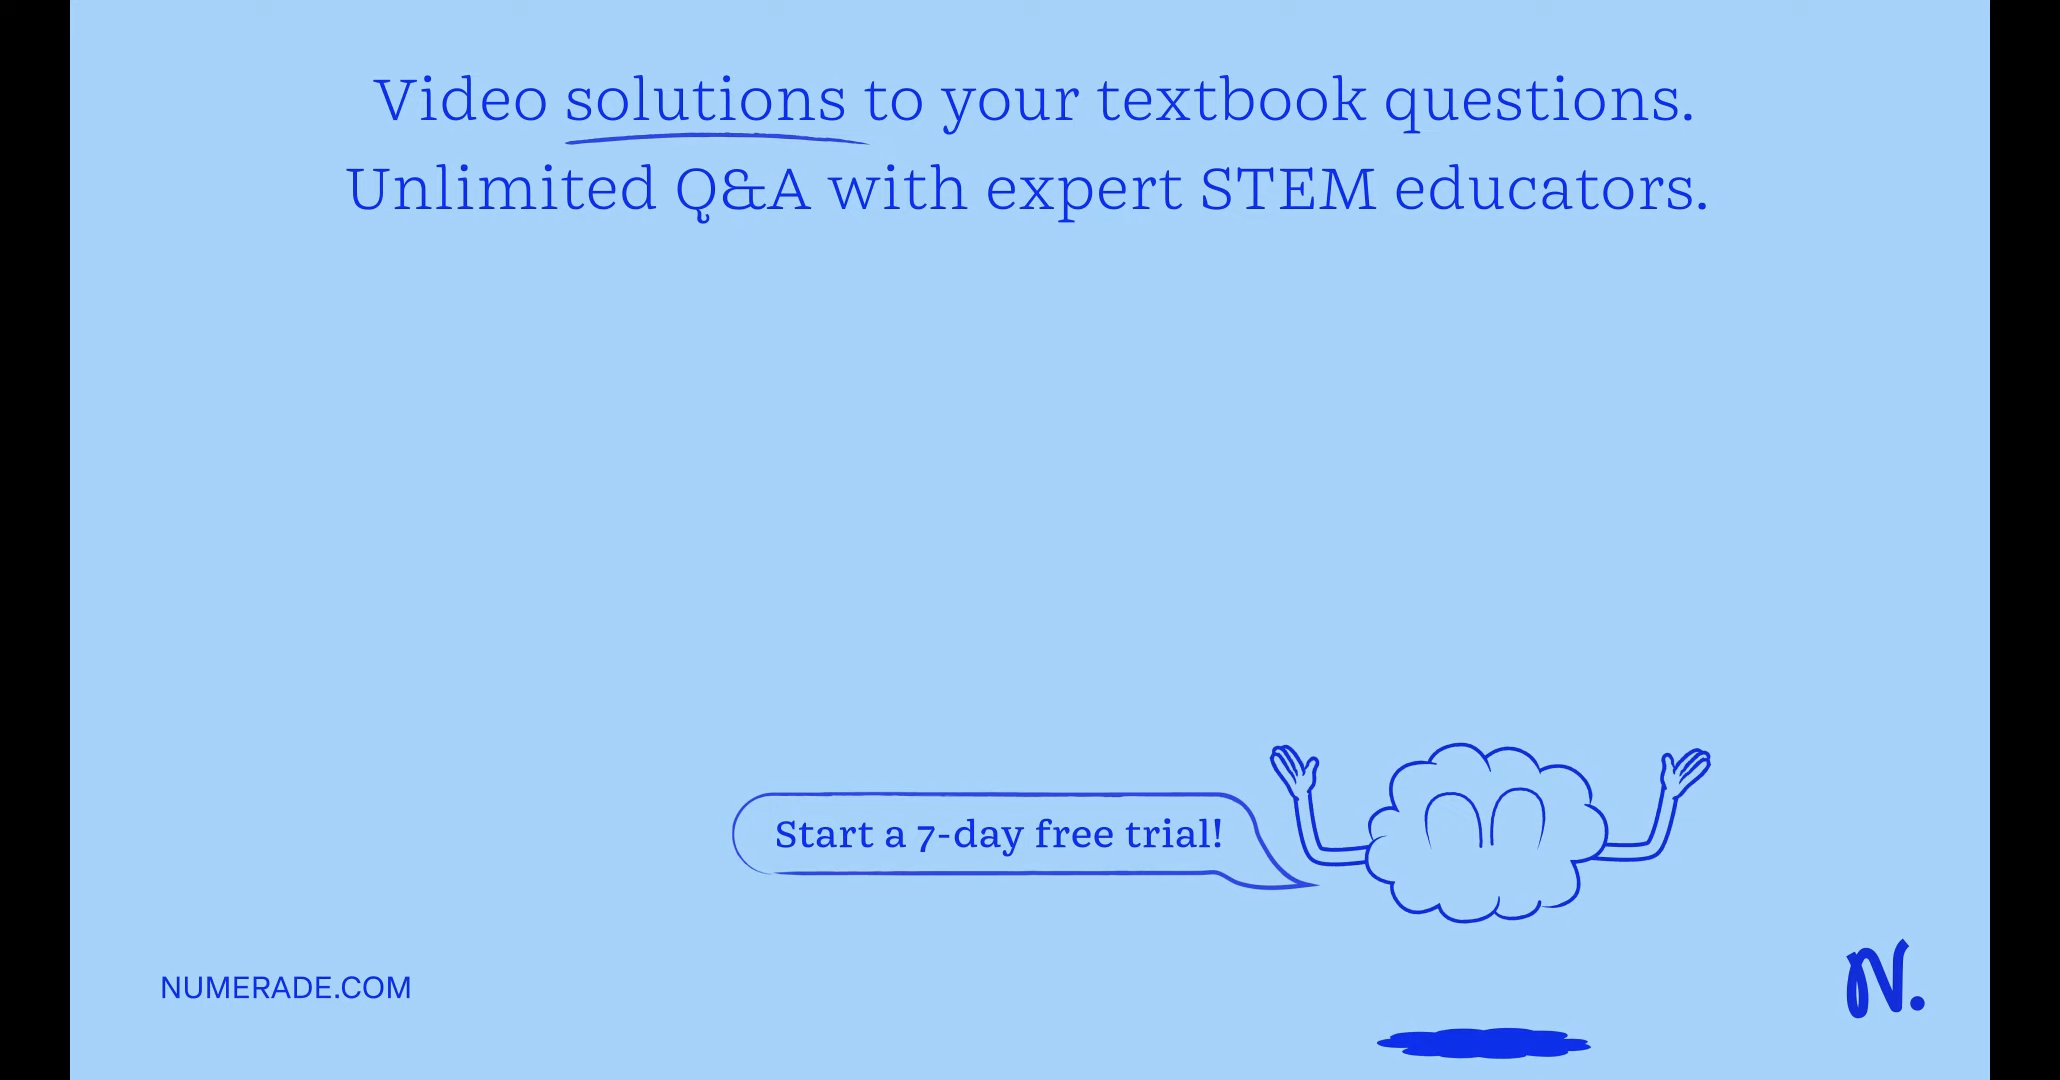 Video solutions to your textbook questions.
Unlimited Q&A with expert STEM educators.
Start a 7-day free trial!
NUMERADE.COM
N.